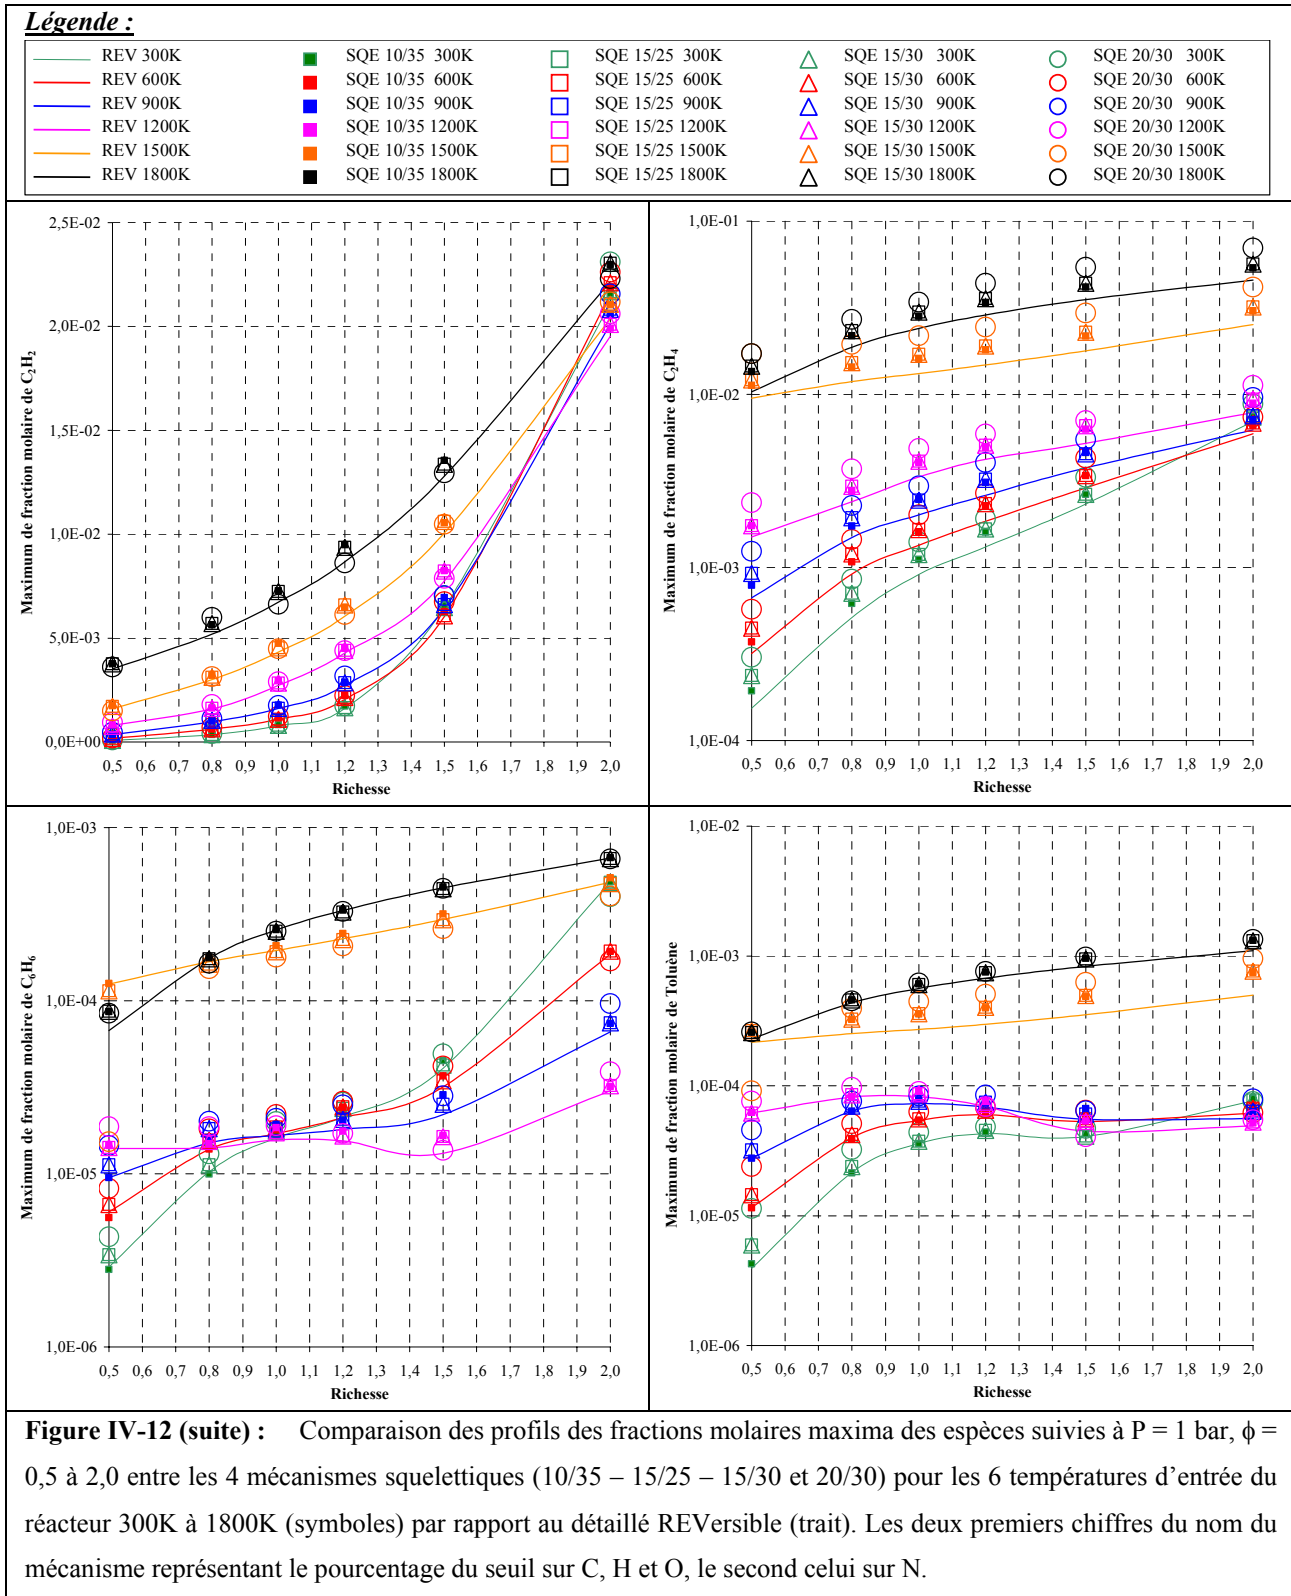 Légende :
REV 300K SQE 10/35 300K SQE 15/25 300K SQE 15/30 300K SQE 20/30 300K
REV 600K SQE 10/35 600K SQE 15/25 600K SQE 15/30 600K SQE 20/30 600K
REV 900K SQE 10/35 900K SQE 15/25 900K SQE 15/30 900K SQE 20/30 900K
REV 1200K SQE 10/35 1200K SQE 15/25 1200K SQE 15/30 1200K SQE 20/30 1200K
REV 1500K SQE 10/35 1500K SQE 15/25 1500K SQE 15/30 1500K SQE 20/30 1500K
REV 1800K SQE 10/35 1800K SQE 15/25 1800K SQE 15/30 1800K SQE 20/30 1800K
Maximum de fraction molaire de C2H2
2,5E-02
2,0E-02
1,5E-02
1,0E-02
5,0E-03
0,0E+00
0,5 0,6 0,7 0,8 0,9 1,0 1,1 1,2 1,3 1,4 1,5 1,6 1,7 1,8 1,9 2,0
Richesse
Maximum de fraction molaire de C2H4
1,0E-01
1,0E-02
1,0E-03
1,0E-04
0,5 0,6 0,7 0,8 0,9 1,0 1,1 1,2 1,3 1,4 1,5 1,6 1,7 1,8 1,9 2,0
Richesse
Maximum de fraction molaire de C6H6
1,0E-03
1,0E-04
1,0E-05
1,0E-06
0,5 0,6 0,7 0,8 0,9 1,0 1,1 1,2 1,3 1,4 1,5 1,6 1,7 1,8 1,9 2,0
Richesse
Maximum de fraction molaire de Toluène
1,0E-02
1,0E-03
1,0E-04
1,0E-05
1,0E-06
0,5 0,6 0,7 0,8 0,9 1,0 1,1 1,2 1,3 1,4 1,5 1,6 1,7 1,8 1,9 2,0
Richesse
Figure IV-12 (suite) : Comparaison des profils des fractions molaires maxima des espèces suivies à P = 1 bar, ϕ =
0,5 à 2,0 entre les 4 mécanismes squelettiques (10/35 – 15/25 – 15/30 et 20/30) pour les 6 températures d'entrée du
réacteur 300K à 1800K (symboles) par rapport au détaillé REVersible (trait). Les deux premiers chiffres du nom du
mécanisme représentant le pourcentage du seuil sur C, H et O, le second celui sur N.